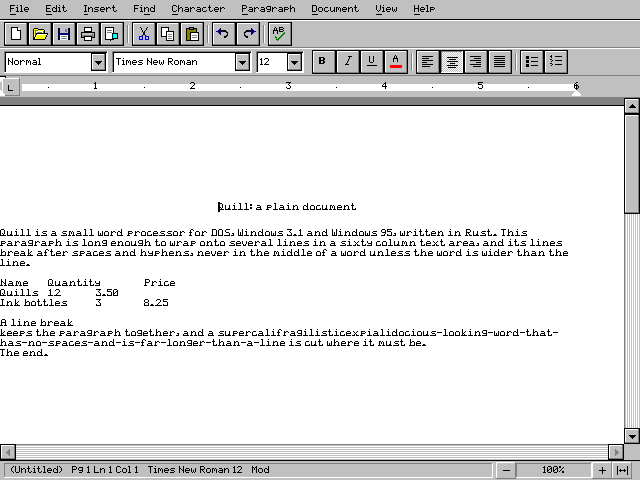 File Edit Insert Find Character Paragraph Document View Help
AB
Normal Times New Roman 12 B I U A
L 1 2 3 4 5 6
Quill: a plain document
Quill is a small word processor for DOS, Windows 3.1 and Windows 95, written in Rust. This
paragraph is long enough to wrap onto several lines in a sixty column text area, and its lines
break after spaces and hyphens, never in the middle of a word unless the word is wider than the
line.
Name Quantity Price
Quills 12 3.50
Ink bottles 3 8.25
A line break
keeps the paragraph together, and a supercalifragilisticexpialidocious-looking-word-that-
has-no-spaces-and-is-far-longer-than-a-line is cut where it must be.
The end.
(Untitled) Pg 1 Ln 1 Col 1 Times New Roman 12 Mod 100%